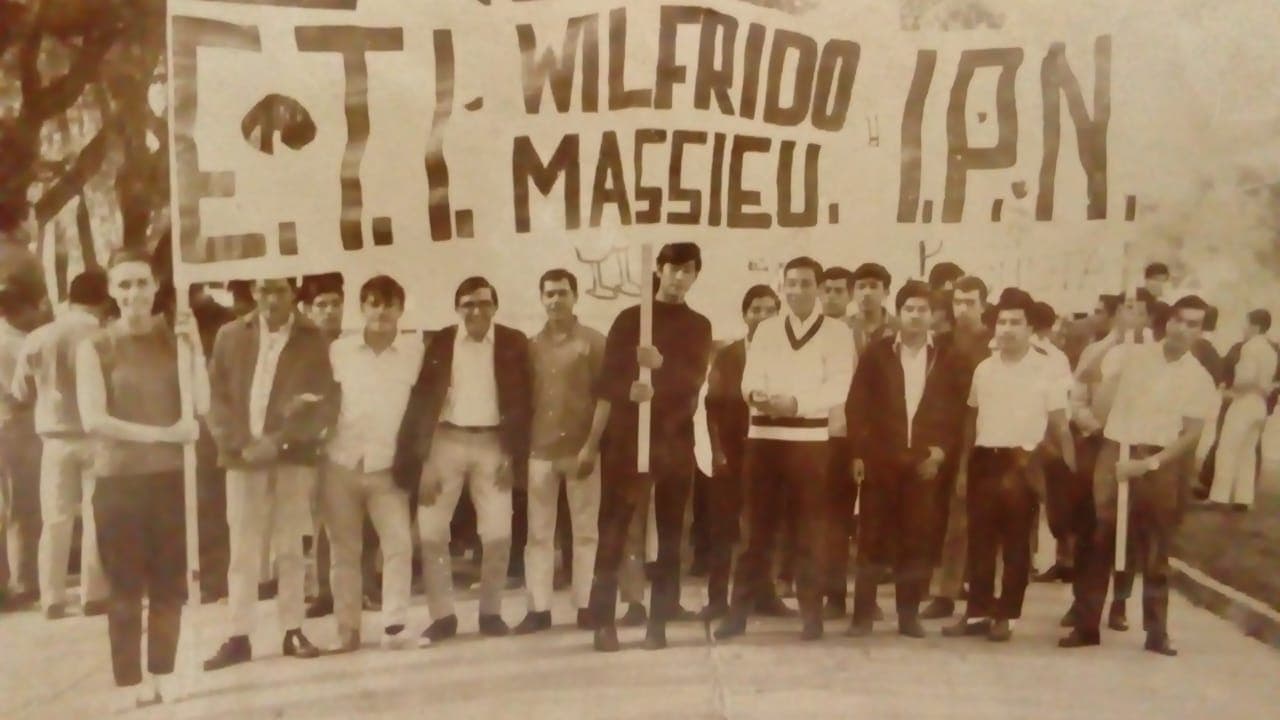 E.T.I. WILFRIDO I.P.N.
MASSIEU.